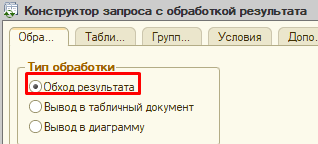 Конструктор запроса с обработкой результата
Обра... Табли... Групп... Условия Допо...
Тип обработки
Обход результата
Вывод в табличный документ
Вывод в диаграмму